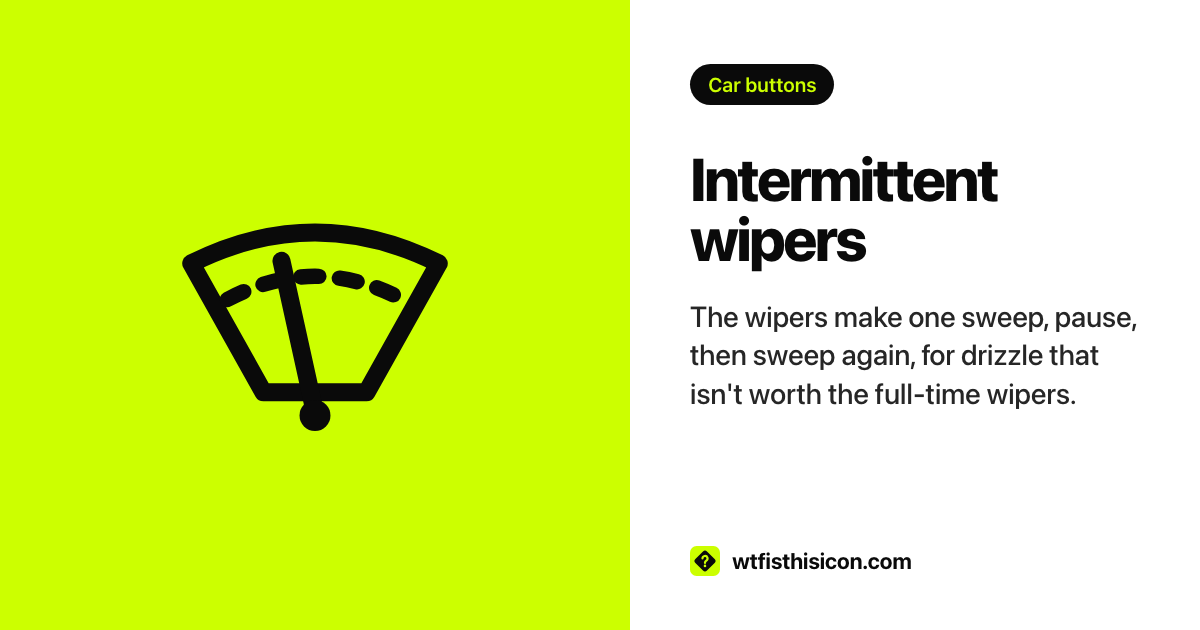 Car buttons
Intermittent
wipers
The wipers make one sweep, pause,
then sweep again, for drizzle that
isn't worth the full-time wipers.
?
wtfisthisicon.com